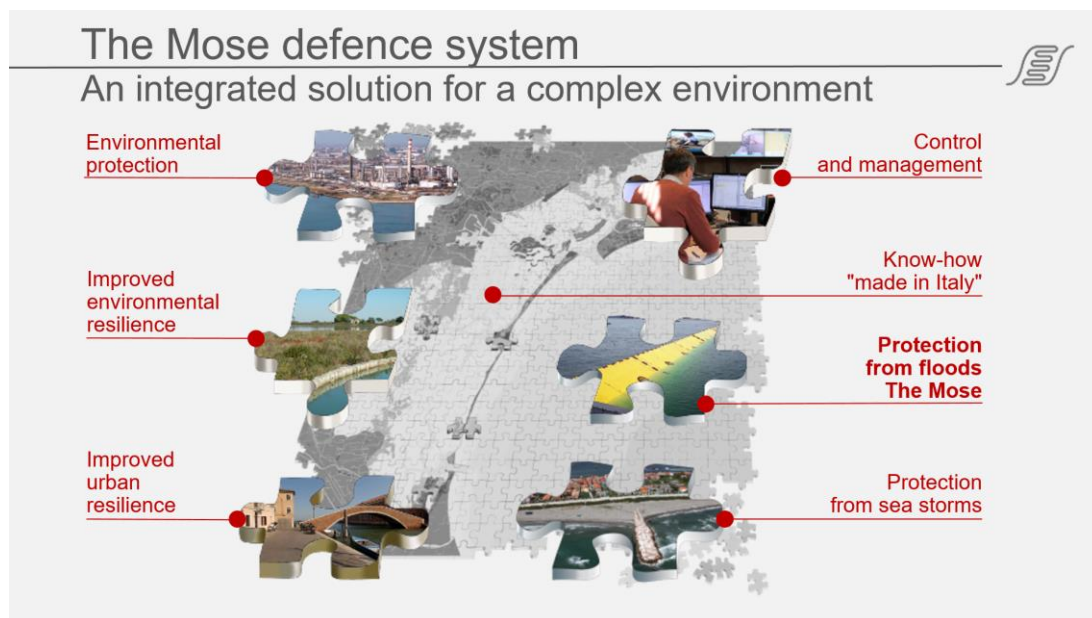 The Mose defence system
An integrated solution for a complex environment
Environmental
protection
Control
and management
Know-how
"made in Italy"
Improved
environmental
resilience
Protection
from floods
The Mose
Improved
urban
resilience
Protection
from sea storms